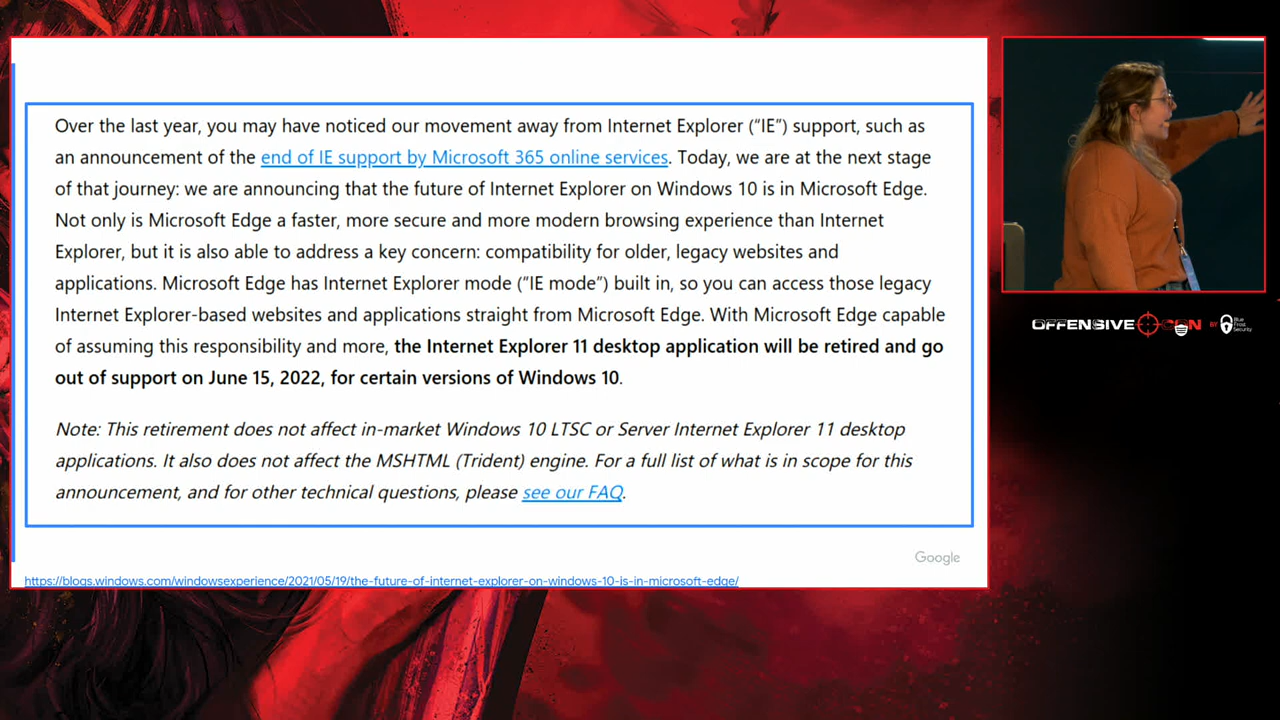 Over the last year, you may have noticed our movement away from Internet Explorer (“IE”) support, such as
an announcement of the end of IE support by Microsoft 365 online services. Today, we are at the next stage
of that journey: we are announcing that the future of Internet Explorer on Windows 10 is in Microsoft Edge.
Not only is Microsoft Edge a faster, more secure and more modern browsing experience than Internet
Explorer, but it is also able to address a key concern: compatibility for older, legacy websites and
applications. Microsoft Edge has Internet Explorer mode (“IE mode”) built in, so you can access those legacy
Internet Explorer-based websites and applications straight from Microsoft Edge. With Microsoft Edge capable
of assuming this responsibility and more, the Internet Explorer 11 desktop application will be retired and go
out of support on June 15, 2022, for certain versions of Windows 10.
Note: This retirement does not affect in-market Windows 10 LTSC or Server Internet Explorer 11 desktop
applications. It also does not affect the MSHTML (Trident) engine. For a full list of what is in scope for this
announcement, and for other technical questions, please see our FAQ.
Google
https://blogs.windows.com/windowsexperience/2021/05/19/the-future-of-internet-explorer-on-windows-10-is-in-microsoft-edge/
OFFENSIVE CON BY Blue Frost Security